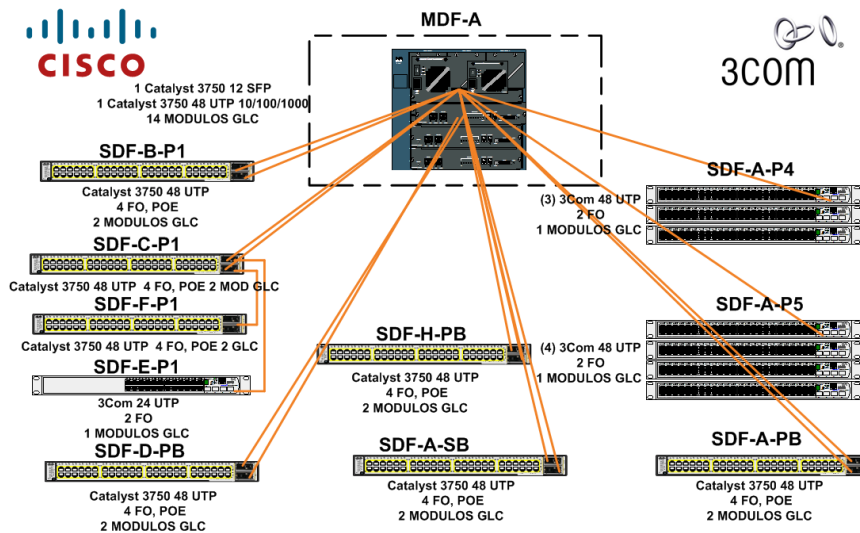 CISCO
MDF-A
3COM
1 Catalyst 3750 12 SFP
1 Catalyst 3750 48 UTP 10/100/1000
14 MODULOS GLC
SDF-B-P1
Catalyst 3750 48 UTP
4 FO, POE
2 MODULOS GLC
SDF-C-P1
Catalyst 3750 48 UTP 4 FO, POE 2 MOD GLC
SDF-F-P1
Catalyst 3750 48 UTP 4 FO, POE 2 GLC
SDF-E-P1
3Com 24 UTP
2 FO
1 MODULOS GLC
SDF-D-PB
Catalyst 3750 48 UTP
4 FO, POE
2 MODULOS GLC
SDF-H-PB
Catalyst 3750 48 UTP
4 FO, POE
2 MODULOS GLC
SDF-A-SB
Catalyst 3750 48 UTP
4 FO, POE
2 MODULOS GLC
SDF-A-P4
(3) 3Com 48 UTP
2 FO
1 MODULOS GLC
SDF-A-P5
(4) 3Com 48 UTP
2 FO
1 MODULOS GLC
SDF-A-PB
Catalyst 3750 48 UTP
4 FO, POE
2 MODULOS GLC